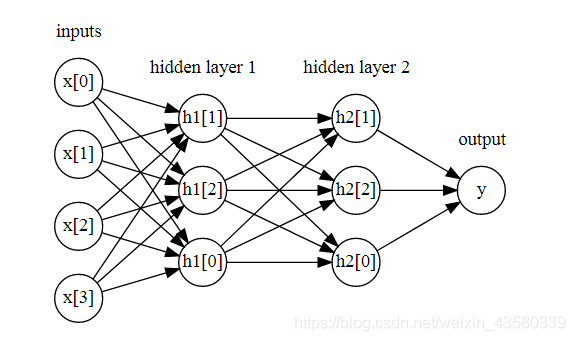 inputs
hidden layer 1
hidden layer 2
output
x[0]
x[1]
x[2]
x[3]
h1[1]
h1[2]
h1[0]
h2[1]
h2[2]
h2[0]
y
https://blog.csdn.net/weixin_43580339